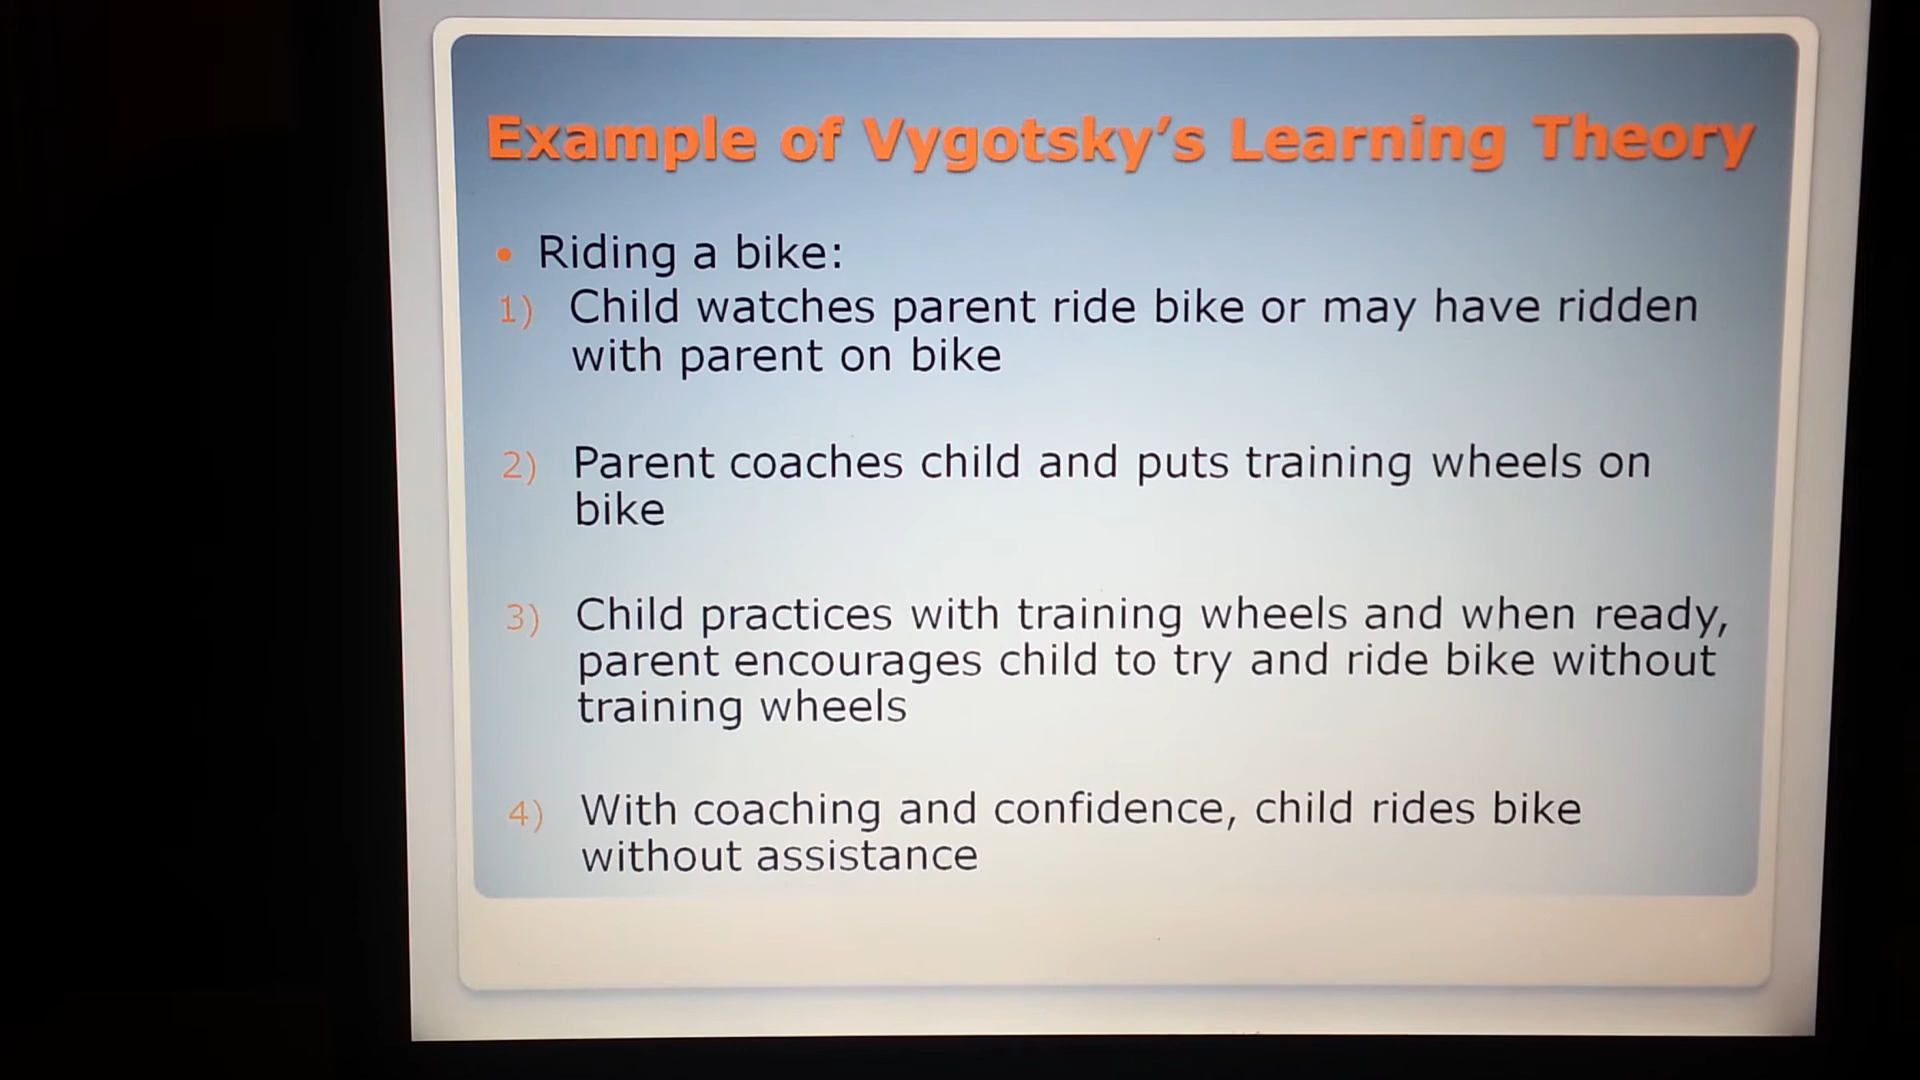 Example of Vygotsky's Learning Theory
• Riding a bike:
1) Child watches parent ride bike or may have ridden
with parent on bike
2) Parent coaches child and puts training wheels on
bike
3) Child practices with training wheels and when ready,
parent encourages child to try and ride bike without
training wheels
4) With coaching and confidence, child rides bike
without assistance